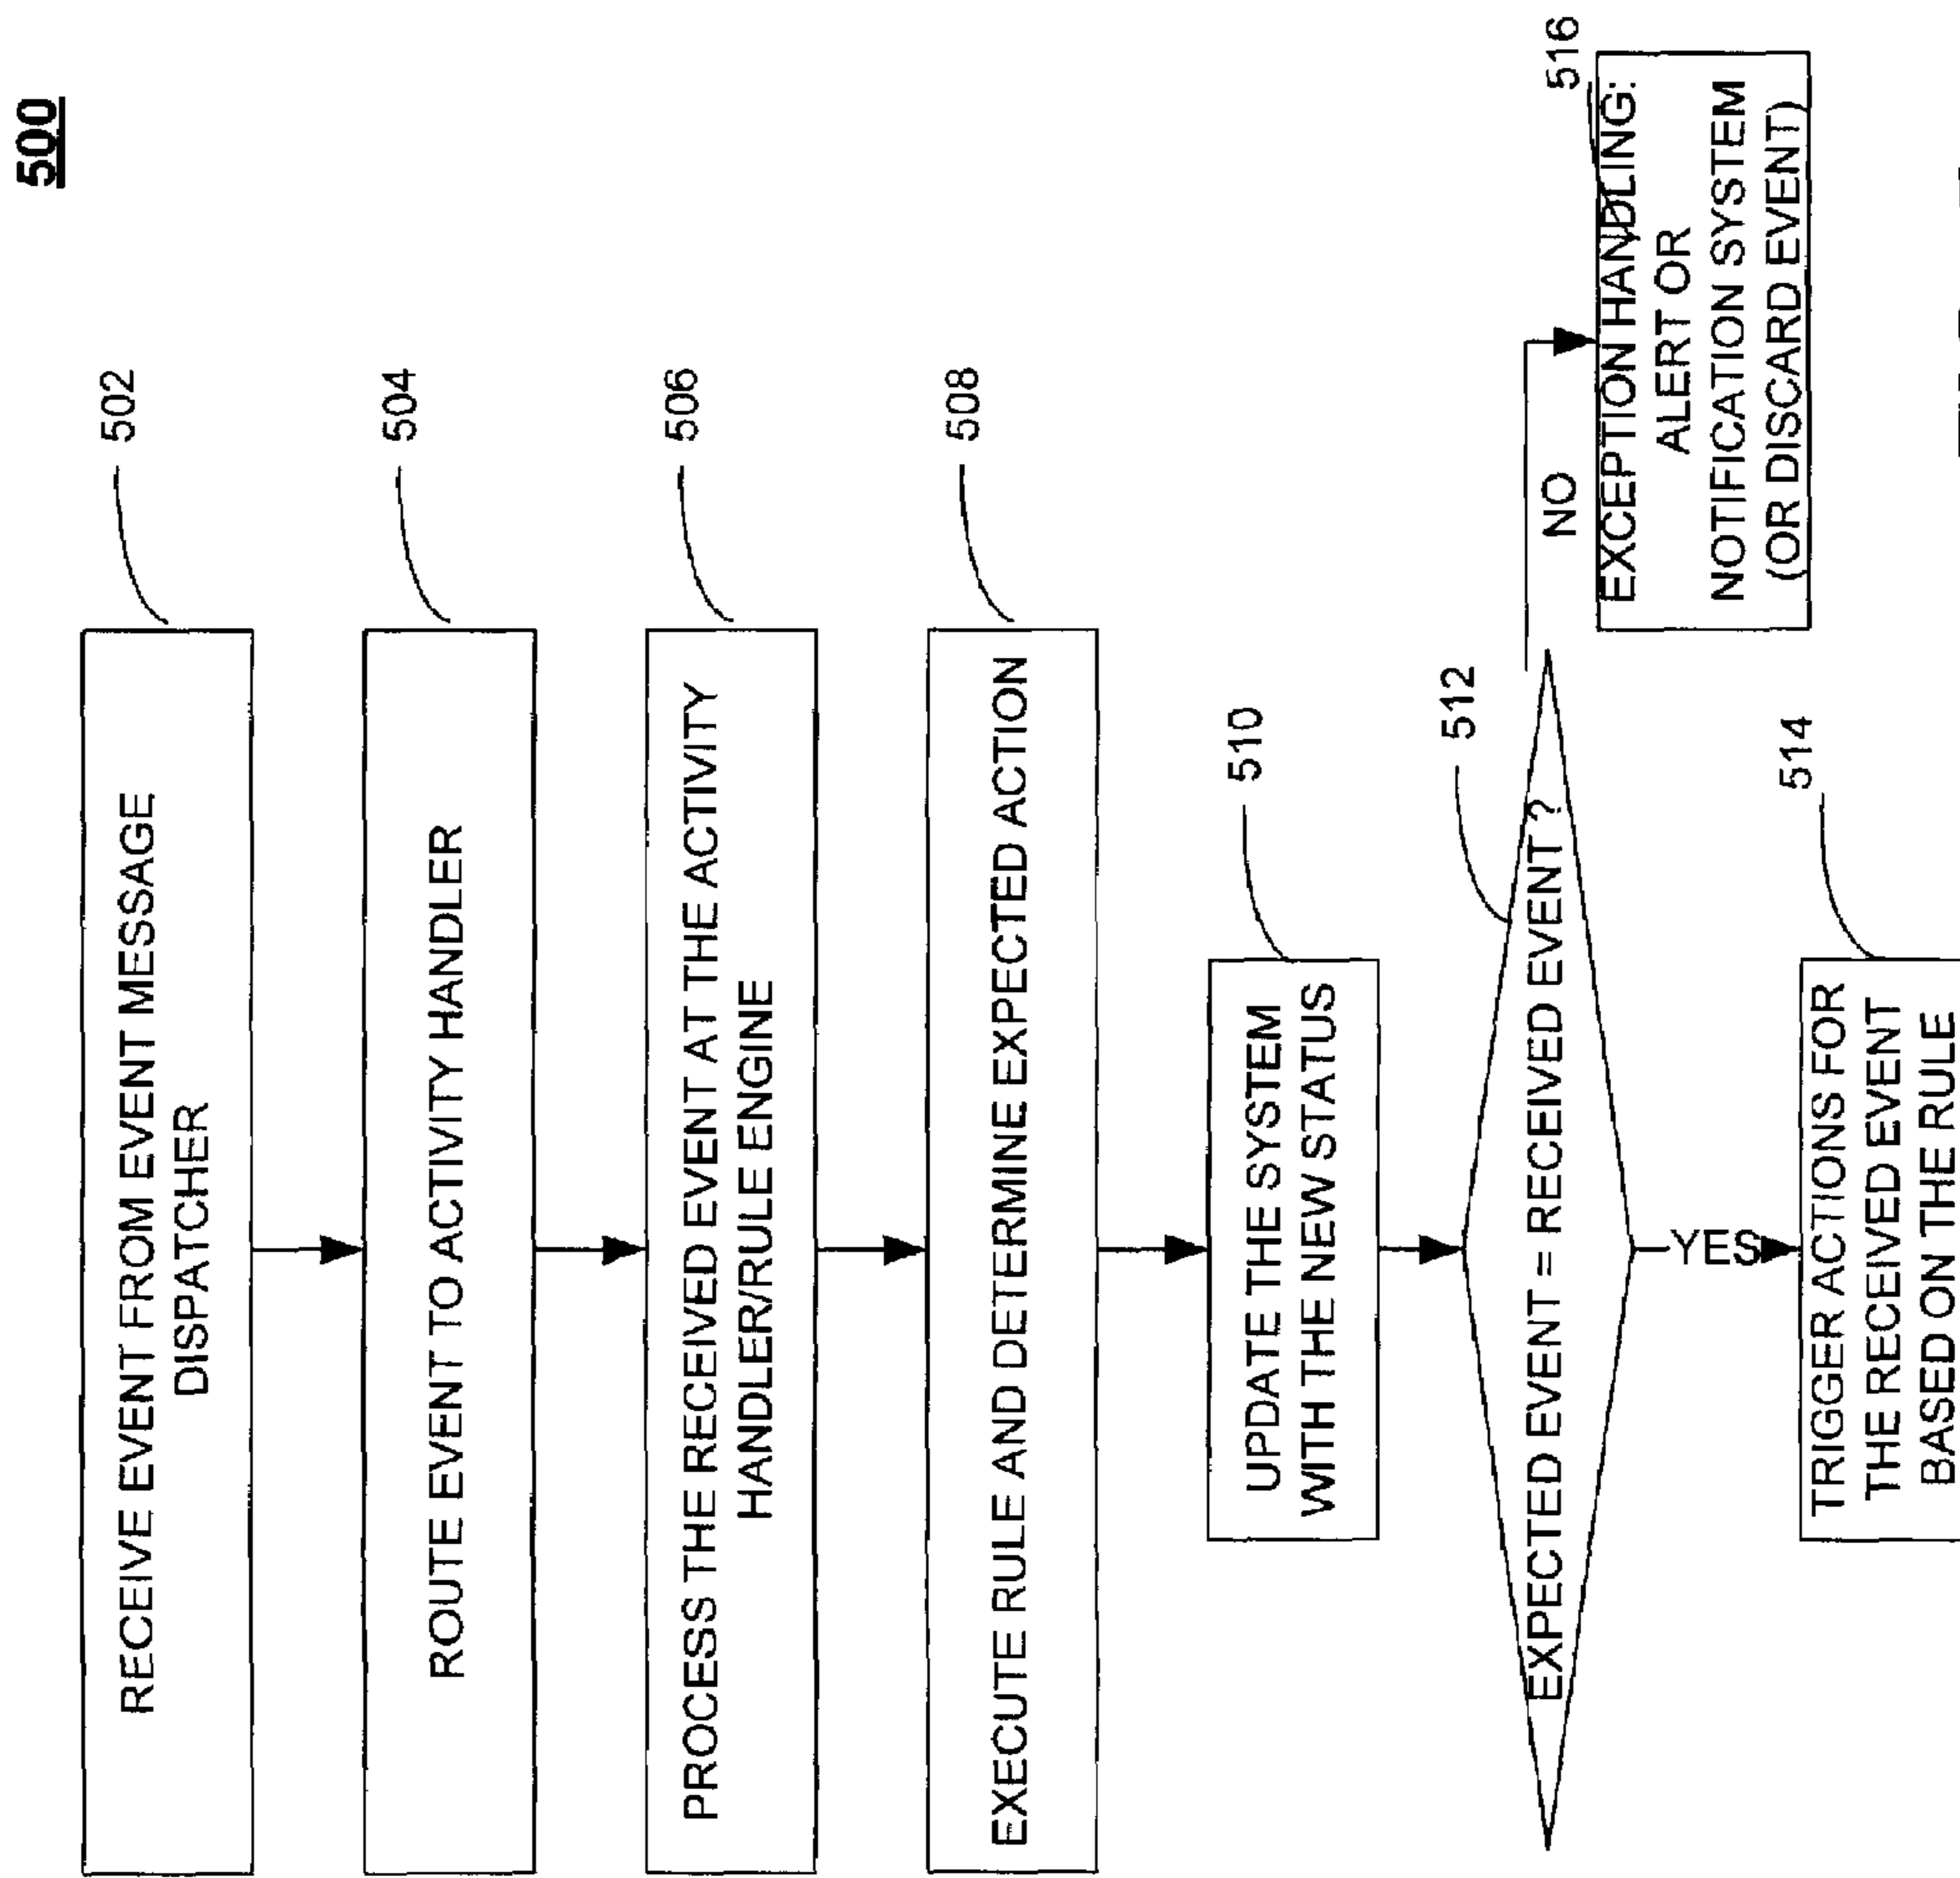 500
RECEIVE EVENT FROM EVENT MESSAGE
DISPATCHER
502
ROUTE EVENT TO ACTIVITY HANDLER
504
PROCESS THE RECEIVED EVENT AT THE ACTIVITY
HANDLER/RULE ENGINE
506
EXECUTE RULE AND DETERMINE EXPECTED ACTION
508
UPDATE THE SYSTEM
WITH THE NEW STATUS
510
EXPECTED EVENT = RECEIVED EVENT ?
512
NO
EXCEPTION HANDLING:
ALERT OR
NOTIFICATION SYSTEM
(OR DISCARD EVENT)
516
YES
TRIGGER ACTIONS FOR
THE RECEIVED EVENT
BASED ON THE RULE
514